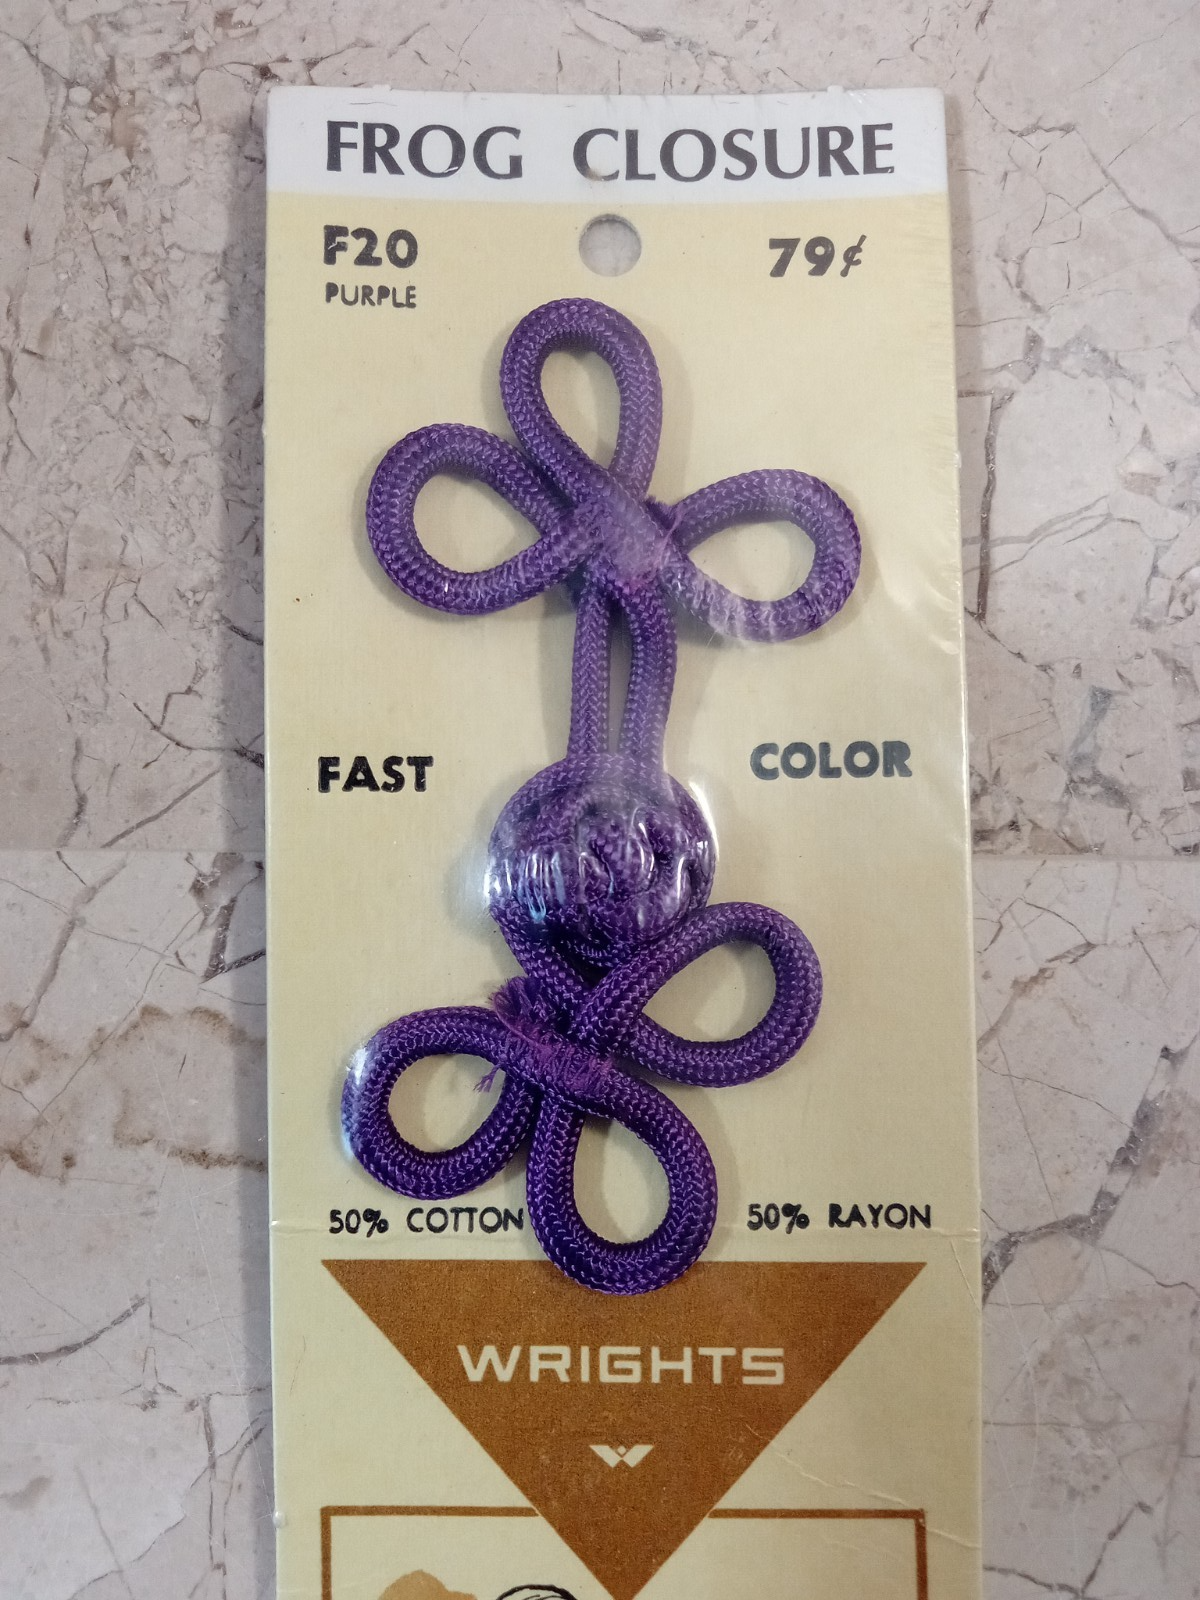 FROG CLOSURE
F20 79¢
PURPLE
FAST COLOR
50% COTTON 50% RAYON
WRIGHTS
W